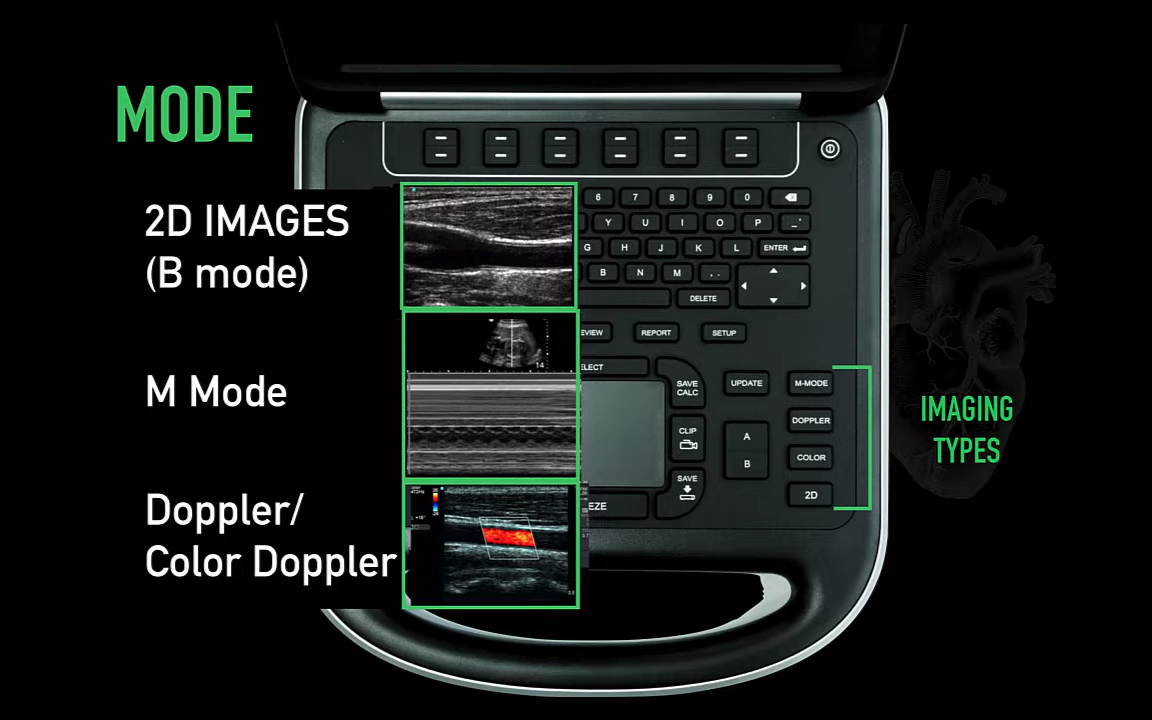 MODE
2D IMAGES
(B mode)
M Mode
Doppler/
Color Doppler
6 7 8 9 0
Y U I O P _'
G H J K L ENTER
B N M , .
DELETE
REPORT SETUP
SAVE
CALC
UPDATE M-MODE
DOPPLER
CLIP
A
B
COLOR
SAVE
2D
14
IMAGING
TYPES